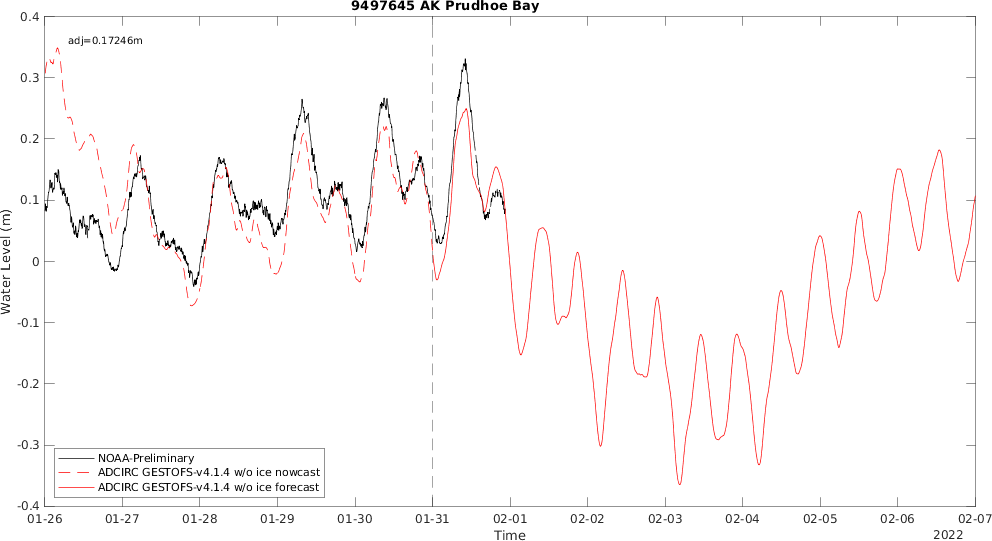 9497645 AK Prudhoe Bay
adj=0.17246m
0.4
0.3
0.2
0.1
0
-0.1
-0.2
-0.3
-0.4
Water Level (m)
NOAA-Preliminary
ADCIRC GESTOFS-v4.1.4 w/o ice nowcast
ADCIRC GESTOFS-v4.1.4 w/o ice forecast
01-26 01-27 01-28 01-29 01-30 01-31 02-01 02-02 02-03 02-04 02-05 02-06 02-07
Time
2022